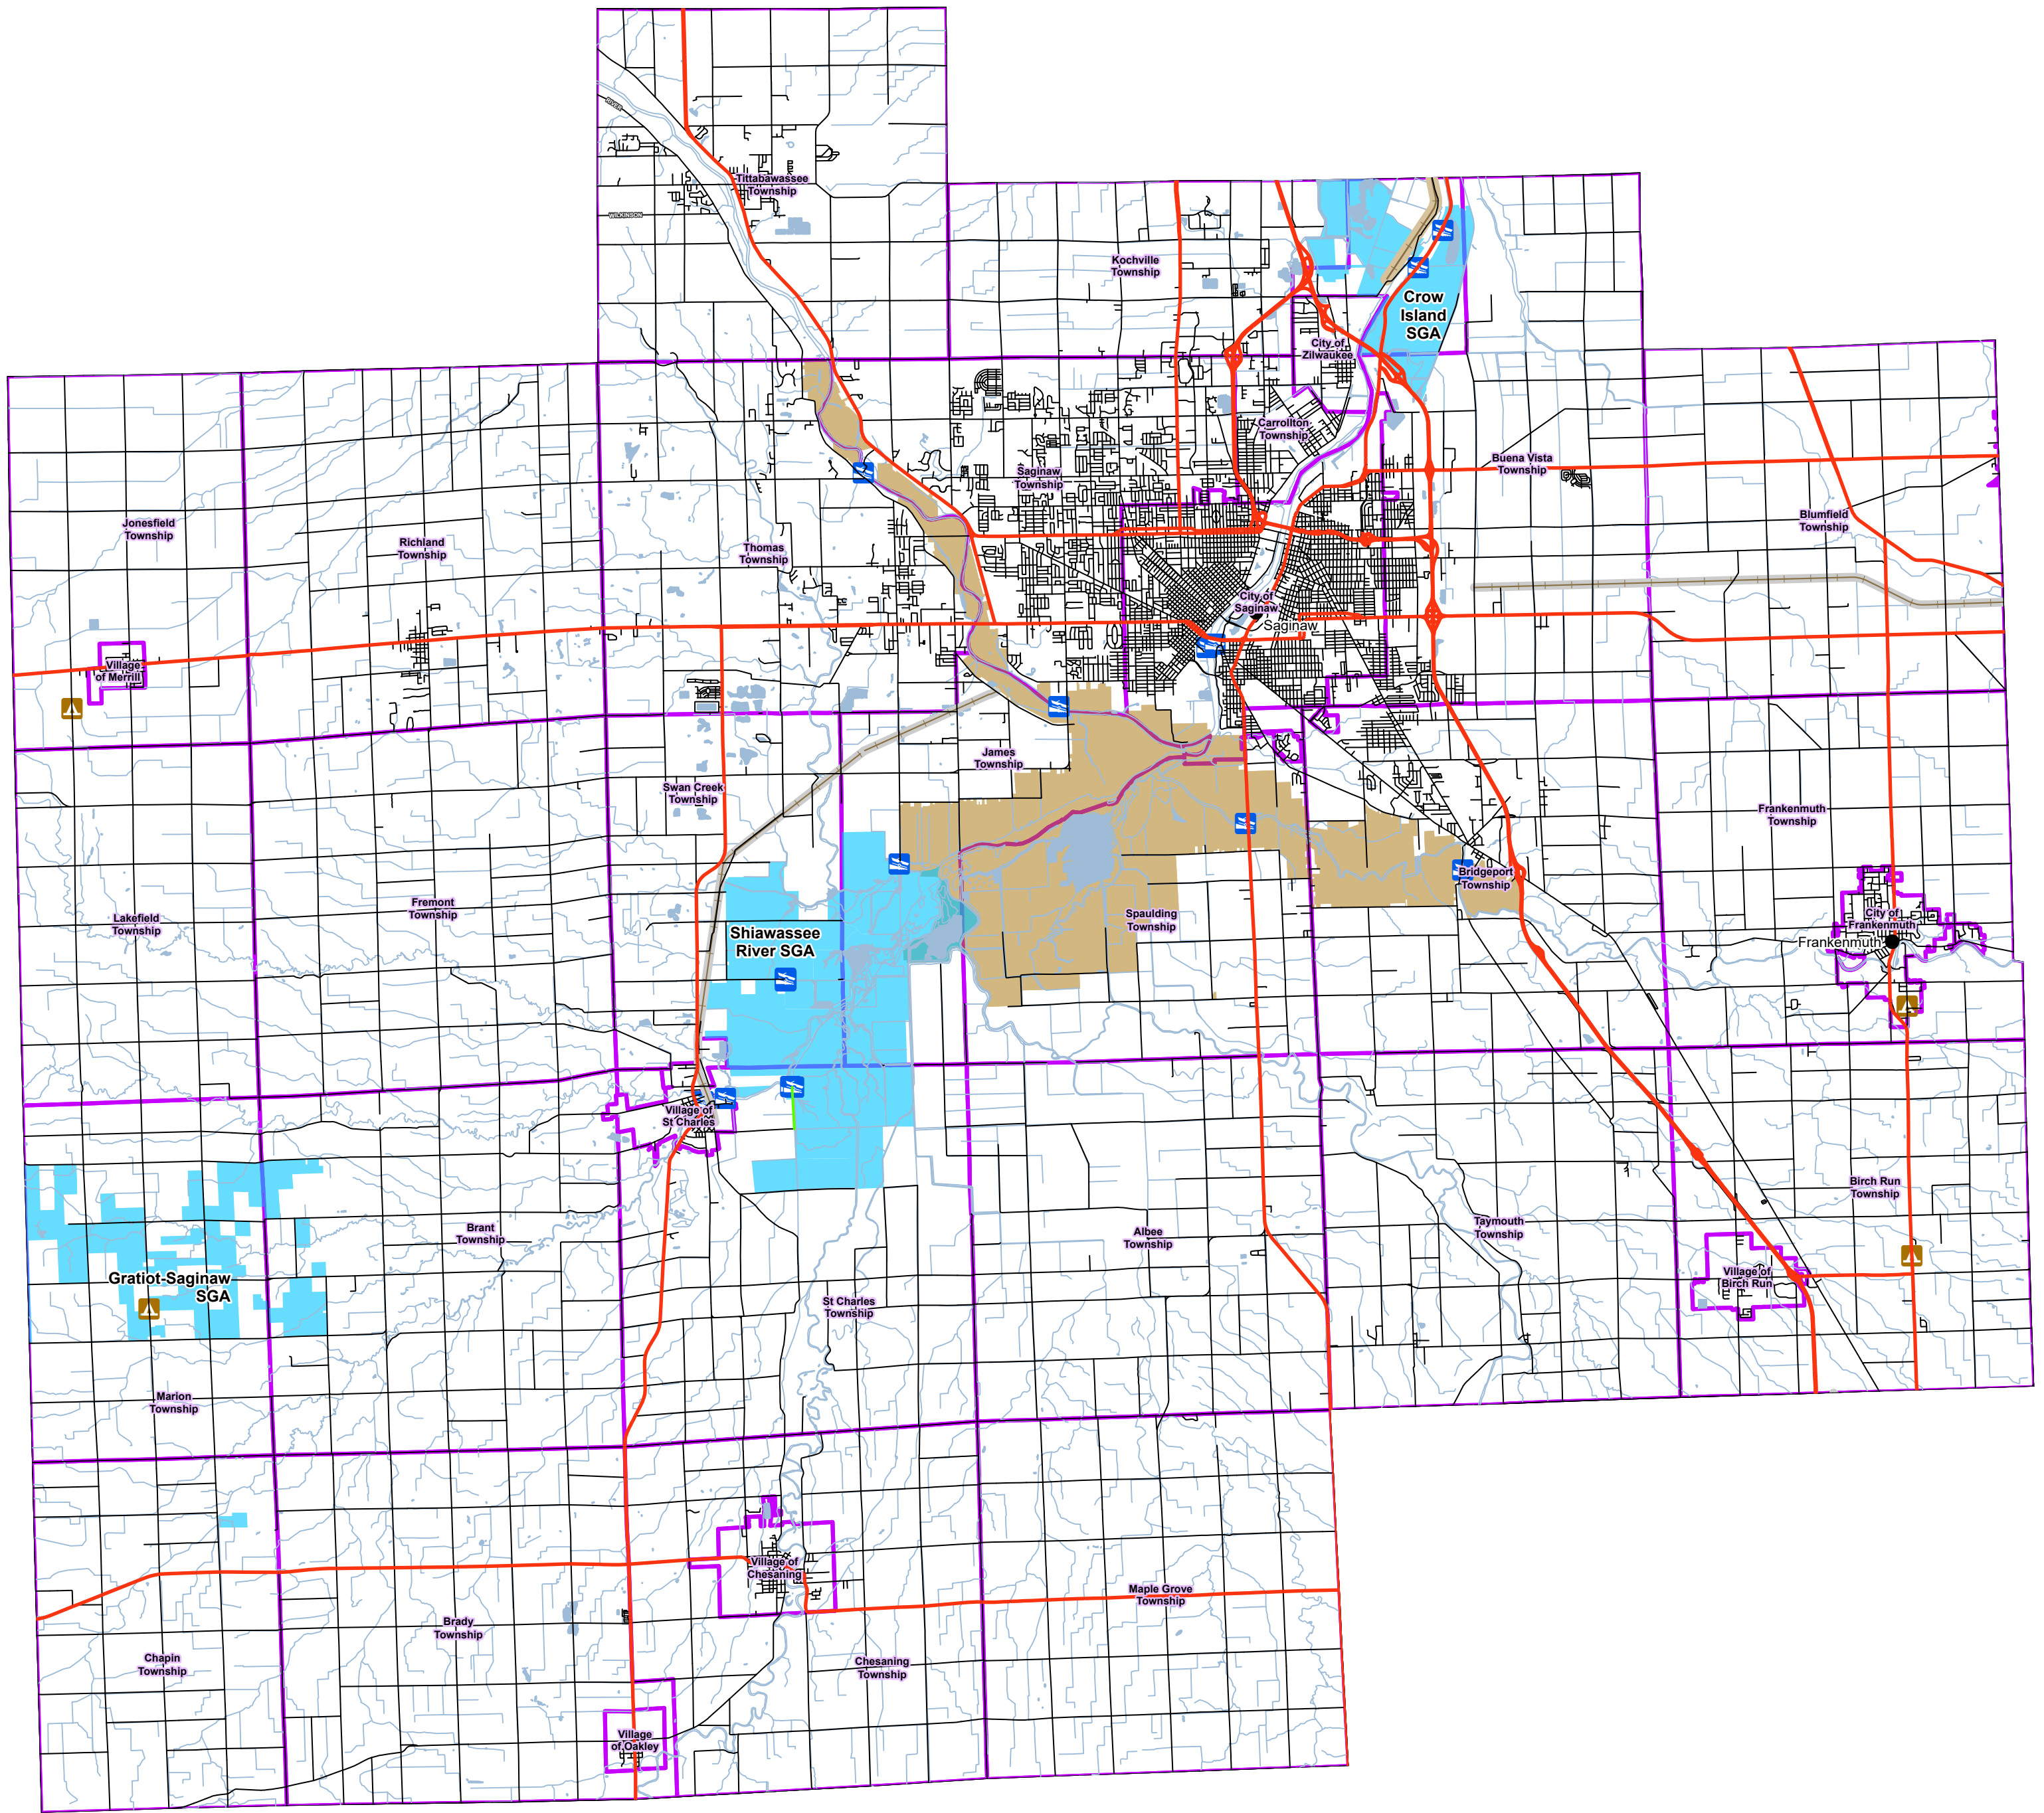 RIVER
Tittabawassee
Township
WILKINSON
Kochville
Township
Crow
Island
SGA
City of
Zilwaukee
Carrollton
Township
Saginaw
Township
Buena Vista
Township
Blumfield
Township
Jonesfield
Township
Richland
Township
Thomas
Township
City of
Saginaw
Saginaw
Village
of Merrill
James
Township
Swan Creek
Township
Frankenmuth
Township
Bridgeport
Township
Fremont
Township
Lakefield
Township
Shiawassee
River SGA
Spaulding
Township
City of
Frankenmuth
Frankenmuth
Village of
St Charles
Birch Run
Township
Brant
Township
Albee
Township
Taymouth
Township
Gratiot-Saginaw
SGA
Village of
Birch Run
St Charles
Township
Marion
Township
Village of
Chesaning
Maple Grove
Township
Brady
Township
Chapin
Township
Chesaning
Township
Village
of Oakley